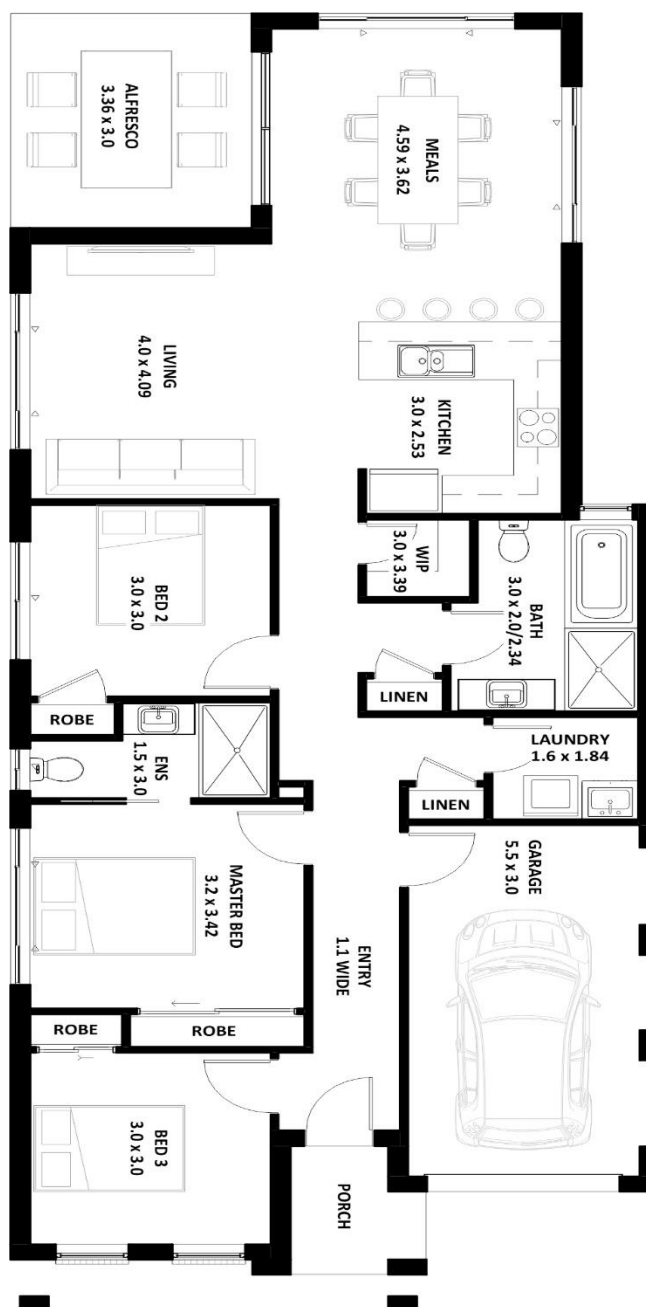 ALFRESCO
3.36 x 3.0
MEALS
4.59 x 3.62
LIVING
4.0 x 4.09
KITCHEN
3.0 x 2.53
WIP
3.0 x 3.39
BATH
3.0 x 2.0/2.34
BED 2
3.0 x 3.0
LINEN
ROBE
ENS
1.5 x 3.0
LAUNDRY
1.6 x 1.84
LINEN
MASTER BED
3.2 x 3.42
GARAGE
5.5 x 3.0
ENTRY
1.1 WIDE
ROBE
ROBE
BED 3
3.0 x 3.0
PORCH